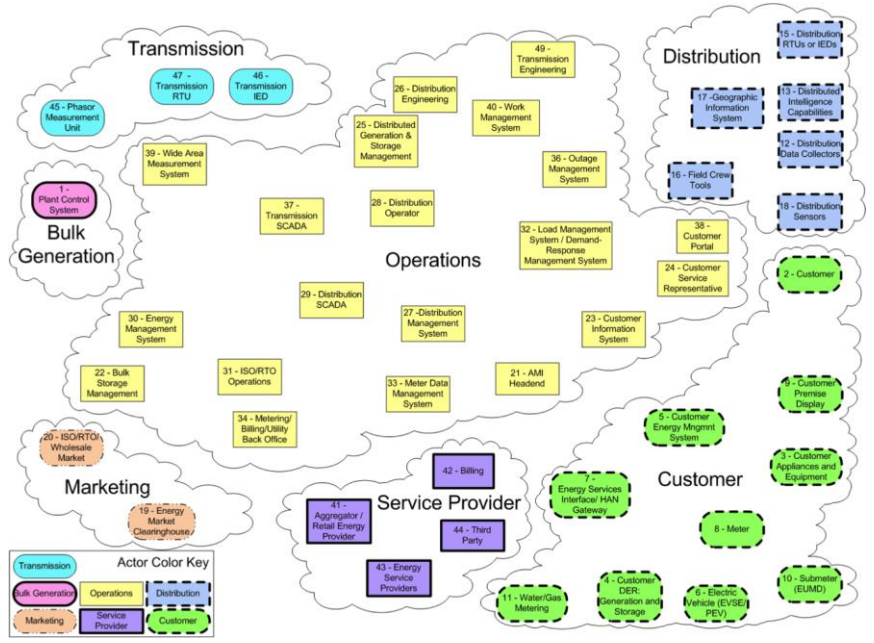 Transmission
47 -
Transmission
RTU
46 -
Transmission
IED
45 - Phasor
Measurement
Unit
1 -
Plant Control
System
Bulk
Generation
49 -
Transmission
Engineering
26 - Distribution
Engineering
40 - Work
Management
System
25 - Distributed
Generation &
Storage
Management
39 - Wide Area
Measurement
System
36 - Outage
Management
System
28 - Distribution
Operator
37 -
Transmission
SCADA
32 - Load Management
System / Demand-
Response
Management System
38 -
Customer
Portal
Operations
24 - Customer
Service
Representative
29 - Distribution
SCADA
30 - Energy
Management
System
27 -Distribution
Management
System
23 - Customer
Information
System
22 - Bulk
Storage
Management
31 - ISO/RTO
Operations
33 - Meter Data
Management
System
21 - AMI
Headend
34 - Metering/
Billing/Utility
Back Office
Distribution
15 - Distribution
RTUs or IEDs
17 -Geographic
Information
System
13 - Distributed
Intelligence
Capabilities
12 - Distribution
Data Collectors
16 - Field Crew
Tools
18 - Distribution
Sensors
2 - Customer
9 - Customer
Premise
Display
5 - Customer
Energy Mngmnt
System
3 - Customer
Appliances and
Equipment
Customer
7 -
Energy Services
Interface/ HAN
Gateway
8 - Meter
11 - Water/Gas
Metering
4 - Customer
DER:
Generation and
Storage
6 - Electric
Vehicle (EVSE/
PEV)
10 - Submeter
(EUMD)
20 - ISO/RTO/
Wholesale
Market
Marketing
19 - Energy
Market
Clearinghouse
42 - Billing
Service Provider
41 -
Aggregator /
Retail Energy
Provider
44 - Third
Party
43 - Energy
Service
Providers
Actor Color Key
Transmission
Bulk Generation
Operations
Distribution
Marketing
Service
Provider
Customer